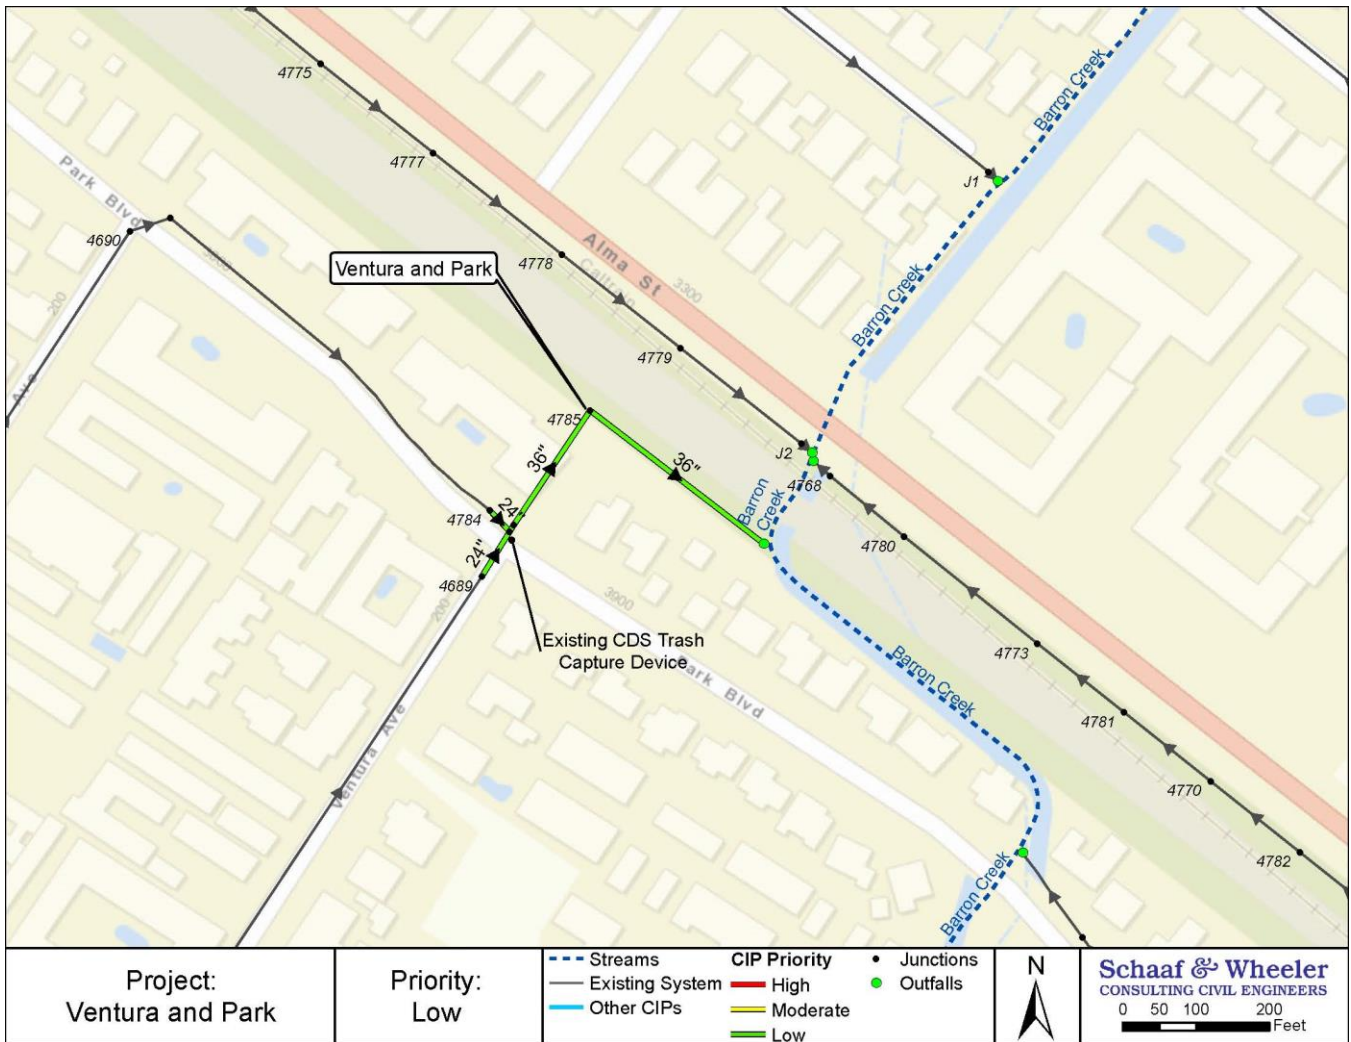 4775
Barron Creek
4777
J1
Park Blvd
4690
3800
200
Alma St
Caltrain
3300
4778
Ventura and Park
Barron Creek
4779
Ave
4785
36"
36"
J2
4768
Barron
Creek
24"
4784
24"
4689
4780
200
3900
Existing CDS Trash
Capture Device
4773
Park Blvd
Barron Creek
4781
Ventura Ave
4770
4782
Barron Creek
Project:
Ventura and Park
Priority:
Low
Streams
Existing System
Other CIPs
CIP Priority
High
Moderate
Low
Junctions
Outfalls
N
Schaaf & Wheeler
CONSULTING CIVIL ENGINEERS
0 50 100 200
Feet